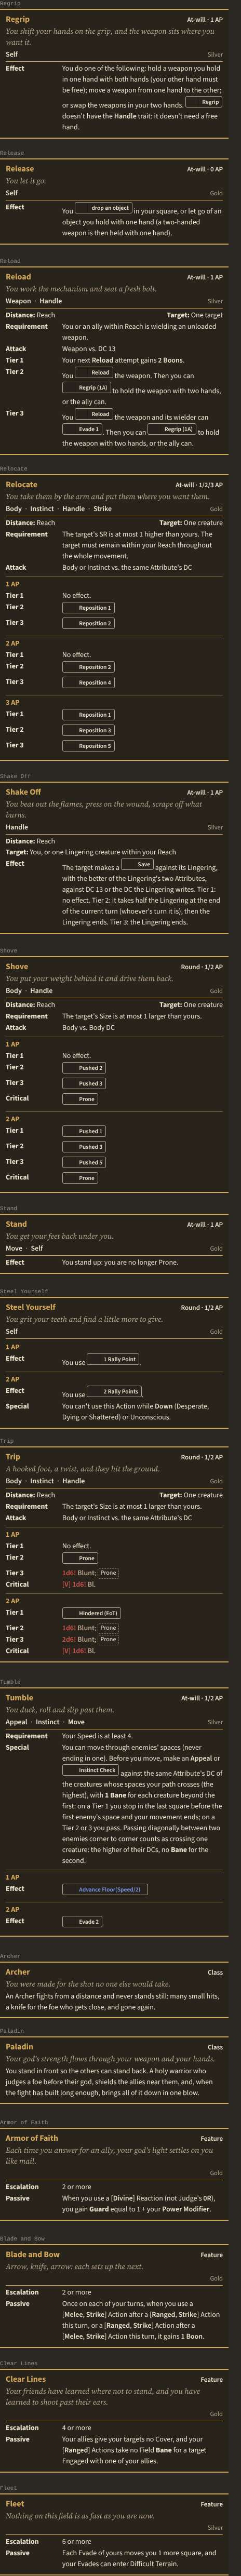 Regrip
Regrip At-will · 1 AP
You shift your hands on the grip, and the weapon sits where you
want it.
Self Silver
Effect You do one of the following: hold a weapon you hold
in one hand with both hands (your other hand must
be free); move a weapon from one hand to the other;
or swap the weapons in your two hands. Regrip
doesn't have the Handle trait: it doesn't need a free
hand.
Release
Release At-will · 0 AP
You let it go.
Self Gold
Effect You drop an object in your square, or let go of an
object you hold with one hand (a two-handed
weapon is then held with one hand).
Reload
Reload At-will · 1 AP
You work the mechanism and seat a fresh bolt.
Weapon · Handle Silver
Distance: Reach Target: One target
Requirement You or an ally within Reach is wielding an unloaded
weapon.
Attack Weapon vs. DC 13
Tier 1 Your next Reload attempt gains 2 Boons.
Tier 2 You Reload the weapon. Then you can
Regrip (1A) to hold the weapon with two hands,
or the ally can.
Tier 3 You Reload the weapon and its wielder can
Evade 1 . Then you can Regrip (1A) to hold
the weapon with two hands, or the ally can.
Relocate
Relocate At-will · 1/2/3 AP
You take them by the arm and put them where you want them.
Body · Instinct · Handle · Strike Gold
Distance: Reach Target: One creature
Requirement The target's SR is at most 1 higher than yours. The
target must remain within your Reach throughout
the whole movement.
Attack Body or Instinct vs. the same Attribute's DC
1 AP
Tier 1 No effect.
Tier 2 Reposition 1
Tier 3 Reposition 2
2 AP
Tier 1 No effect.
Tier 2 Reposition 2
Tier 3 Reposition 4
3 AP
Tier 1 Reposition 1
Tier 2 Reposition 3
Tier 3 Reposition 5
Shake Off
Shake Off At-will · 1 AP
You beat out the flames, press on the wound, scrape off what
burns.
Handle Silver
Distance: Reach
Target: You, or one Lingering creature within your Reach
Effect The target makes a Save against its Lingering,
with the better of the Lingering's two Attributes,
against DC 13 or the DC the Lingering writes. Tier 1:
no effect. Tier 2: it takes half the Lingering at the end
of the current turn (whoever's turn it is), then the
Lingering ends. Tier 3: the Lingering ends.
Shove
Shove Round · 1/2 AP
You put your weight behind it and drive them back.
Body · Handle Gold
Distance: Reach Target: One creature
Requirement The target's Size is at most 1 larger than yours.
Attack Body vs. Body DC
1 AP
Tier 1 No effect.
Tier 2 Pushed 2
Tier 3 Pushed 3
Critical Prone
2 AP
Tier 1 Pushed 1
Tier 2 Pushed 3
Tier 3 Pushed 5
Critical Prone
Stand
Stand At-will · 1 AP
You get your feet back under you.
Move · Self Gold
Effect You stand up: you are no longer Prone.
Steel Yourself
Steel Yourself Round · 1/2 AP
You grit your teeth and find a little more to give.
Self Gold
1 AP
Effect You use 1 Rally Point .
2 AP
Effect You use 2 Rally Points .
Special You can't use this Action while Down (Desperate,
Dying or Shattered) or Unconscious.
Trip
Trip Round · 1/2 AP
A hooked foot, a twist, and they hit the ground.
Body · Instinct · Handle Gold
Distance: Reach Target: One creature
Requirement The target's Size is at most 1 larger than yours.
Attack Body or Instinct vs. the same Attribute's DC
1 AP
Tier 1 No effect.
Tier 2 Prone
Tier 3 1d6! Blunt; Prone
Critical [V] 1d6! Bl.
2 AP
Tier 1 Hindered (EoT)
Tier 2 1d6! Blunt; Prone
Tier 3 2d6! Blunt; Prone
Critical [V] 1d6! Bl.
Tumble
Tumble At-will · 1/2 AP
You duck, roll and slip past them.
Appeal · Instinct · Move Silver
Requirement Your Speed is at least 4.
Special You can move through enemies' spaces (never
ending in one). Before you move, make an Appeal or
Instinct Check against the same Attribute's DC of
the creatures whose spaces your path crosses (the
highest), with 1 Bane for each creature beyond the
first: on a Tier 1 you stop in the last square before the
first enemy's space and your movement ends; on a
Tier 2 or 3 you pass. Passing diagonally between two
enemies corner to corner counts as crossing one
creature: the higher of their DCs, no Bane for the
second.
1 AP
Effect Advance Floor(Speed/2)
2 AP
Effect Evade 2
Archer
Archer Class
You were made for the shot no one else would take.
An Archer fights from a distance and never stands still: many small hits,
a knife for the foe who gets close, and gone again.
Paladin
Paladin Class
Your god's strength flows through your weapon and your hands.
You stand in front so the others can stand back. A holy warrior who
judges a foe before their god, shields the allies near them, and, when
the fight has built long enough, brings all of it down in one blow.
Armor of Faith
Armor of Faith Feature
Each time you answer for an ally, your god's light settles on you
like mail.
Gold
Escalation 2 or more
Passive When you use a [Divine] Reaction (not Judge's 0R),
you gain Guard equal to 1 + your Power Modifier.
Blade and Bow
Blade and Bow Feature
Arrow, knife, arrow: each sets up the next.
Gold
Escalation 2 or more
Passive Once on each of your turns, when you use a
[Melee, Strike] Action after a [Ranged, Strike] Action
this turn, or a [Ranged, Strike] Action after a
[Melee, Strike] Action this turn, it gains 1 Boon.
Clear Lines
Clear Lines Feature
Your friends have learned where not to stand, and you have
learned to shoot past their ears.
Gold
Escalation 4 or more
Passive Your allies give your targets no Cover, and your
[Ranged] Actions take no Field Bane for a target
Engaged with one of your allies.
Fleet
Fleet Feature
Nothing on this field is as fast as you are now.
Silver
Escalation 6 or more
Passive Each Evade of yours moves you 1 more square, and
your Evades can enter Difficult Terrain.